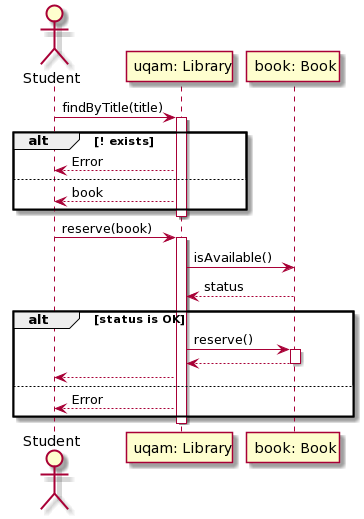 Student
uqam: Library
book: Book
findByTitle(title)
alt [! exists]
Error
book
reserve(book)
isAvailable()
status
alt [status is OK]
reserve()
Error
Student
uqam: Library
book: Book